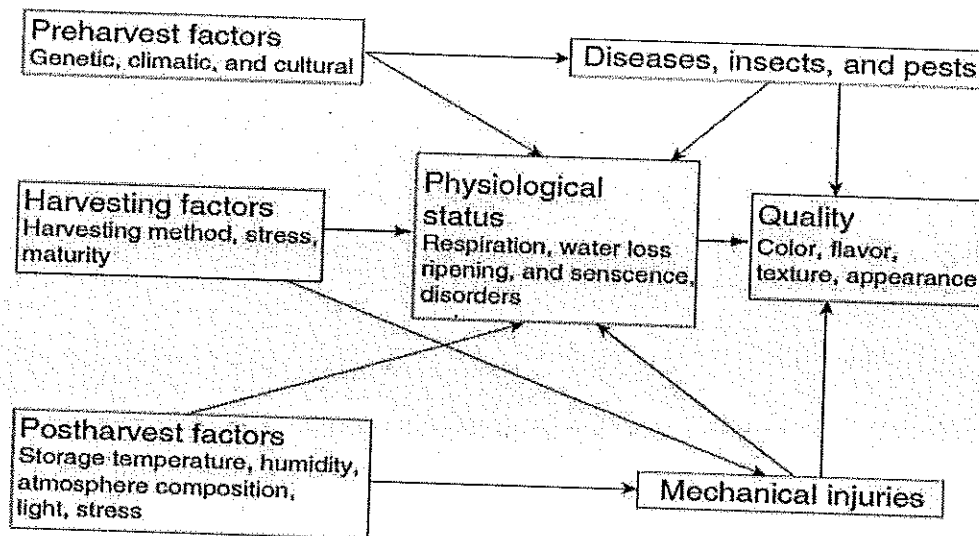 Preharvest factors
Genetic, climatic, and cultural
Diseases, insects, and pests
Harvesting factors
Harvesting method, stress,
maturity
Physiological
status
Respiration, water loss
ripening, and senscence,
disorders
Quality
Color, flavor,
texture, appearance
Postharvest factors
Storage temperature, humidity,
atmosphere composition,
light, stress
Mechanical injuries